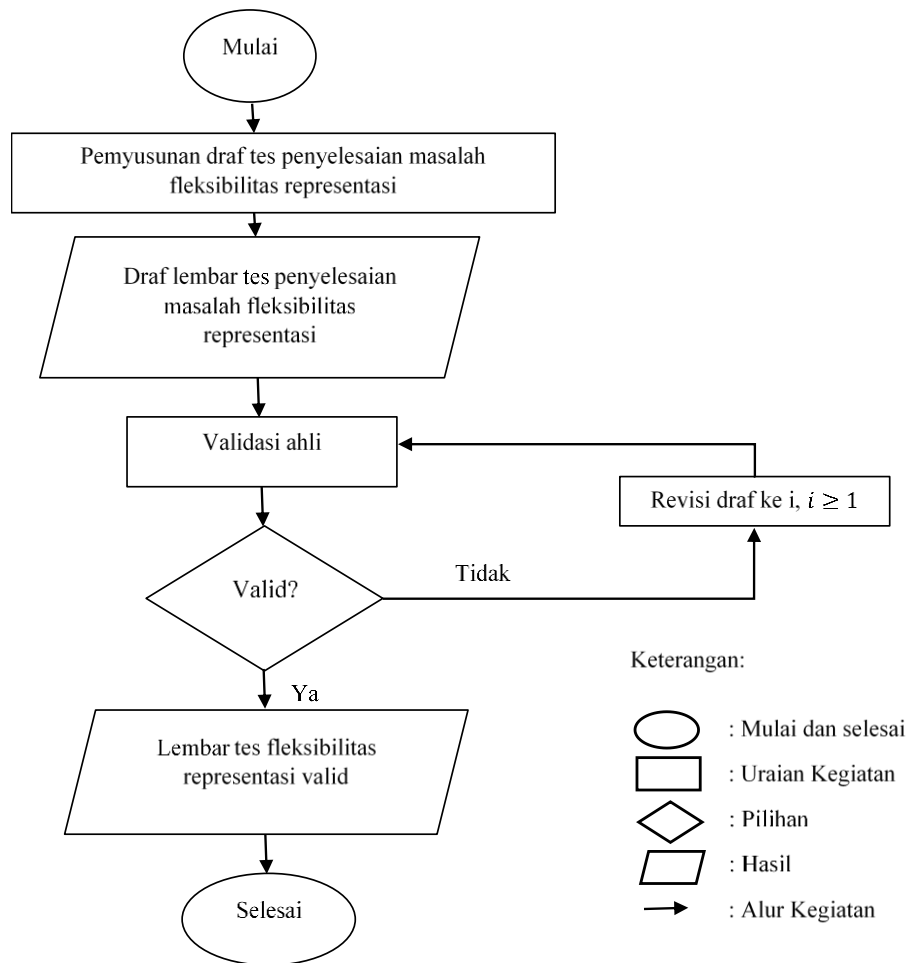 Mulai
Pemyusunan draf tes penyelesaian masalah
fleksibilitas representasi
Draf lembar tes penyelesaian
masalah fleksibilitas
representasi
Validasi ahli
Revisi draf ke i, i ≥ 1
Valid?
Tidak
Ya
Lembar tes fleksibilitas
representasi valid
Selesai
Keterangan:
: Mulai dan selesai
: Uraian Kegiatan
: Pilihan
: Hasil
: Alur Kegiatan